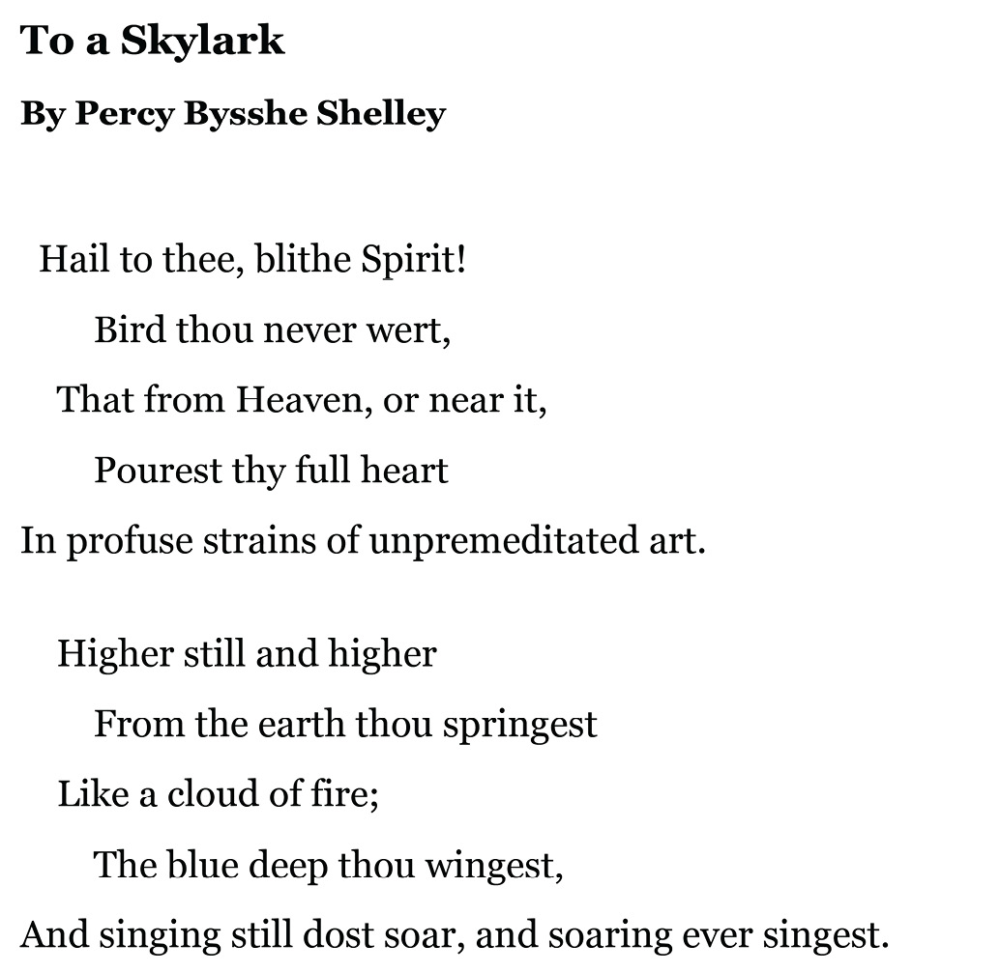 To a Skylark
By Percy Bysshe Shelley
Hail to thee, blithe Spirit!
Bird thou never wert,
That from Heaven, or near it,
Pourest thy full heart
In profuse strains of unpremeditated art.
Higher still and higher
From the earth thou springest
Like a cloud of fire;
The blue deep thou wingest,
And singing still dost soar, and soaring ever singest.